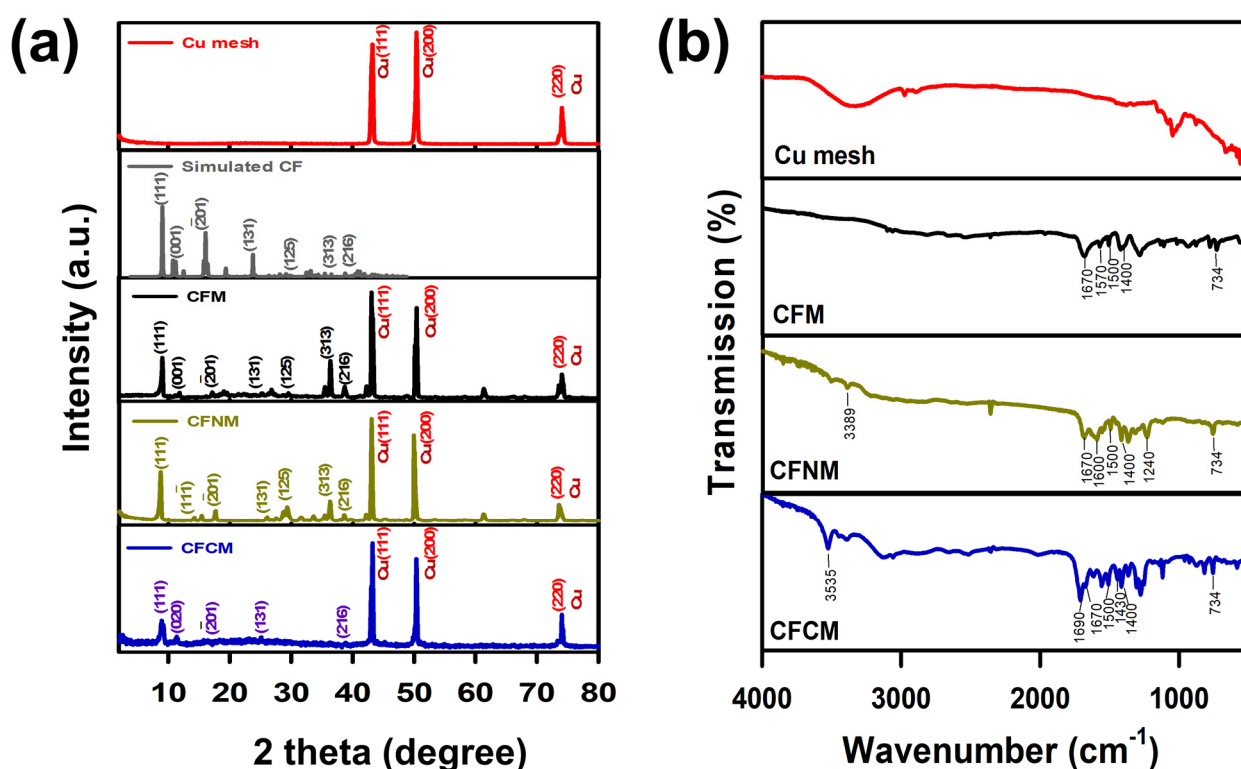 (a)
Intensity (a.u.)
Cu mesh
Cu(111)
Cu(200)
(220)
Cu
Simulated CF
(111)
(001)
(2̄01)
(131)
(125)
(313)
(216)
CFM
(111)
(001)
(2̄01)
(131)
(125)
(313)
(216)
Cu(111)
Cu(200)
(220)
Cu
CFNM
(111)
(111̄)
(2̄01)
(131)
(125)
(313)
(216)
Cu(111)
Cu(200)
(220)
Cu
CFCM
(111)
(020)
(2̄01)
(131)
(216)
Cu(111)
Cu(200)
(220)
Cu
10 20 30 40 50 60 70 80
2 theta (degree)
(b)
Transmission (%)
Cu mesh
CFM
1670
1570
1500
1400
734
CFNM
3389
1670
1600
1500
1400
1240
734
CFCM
3535
1690
1670
1500
1430
1400
734
4000 3000 2000 1000
Wavenumber (cm⁻¹)